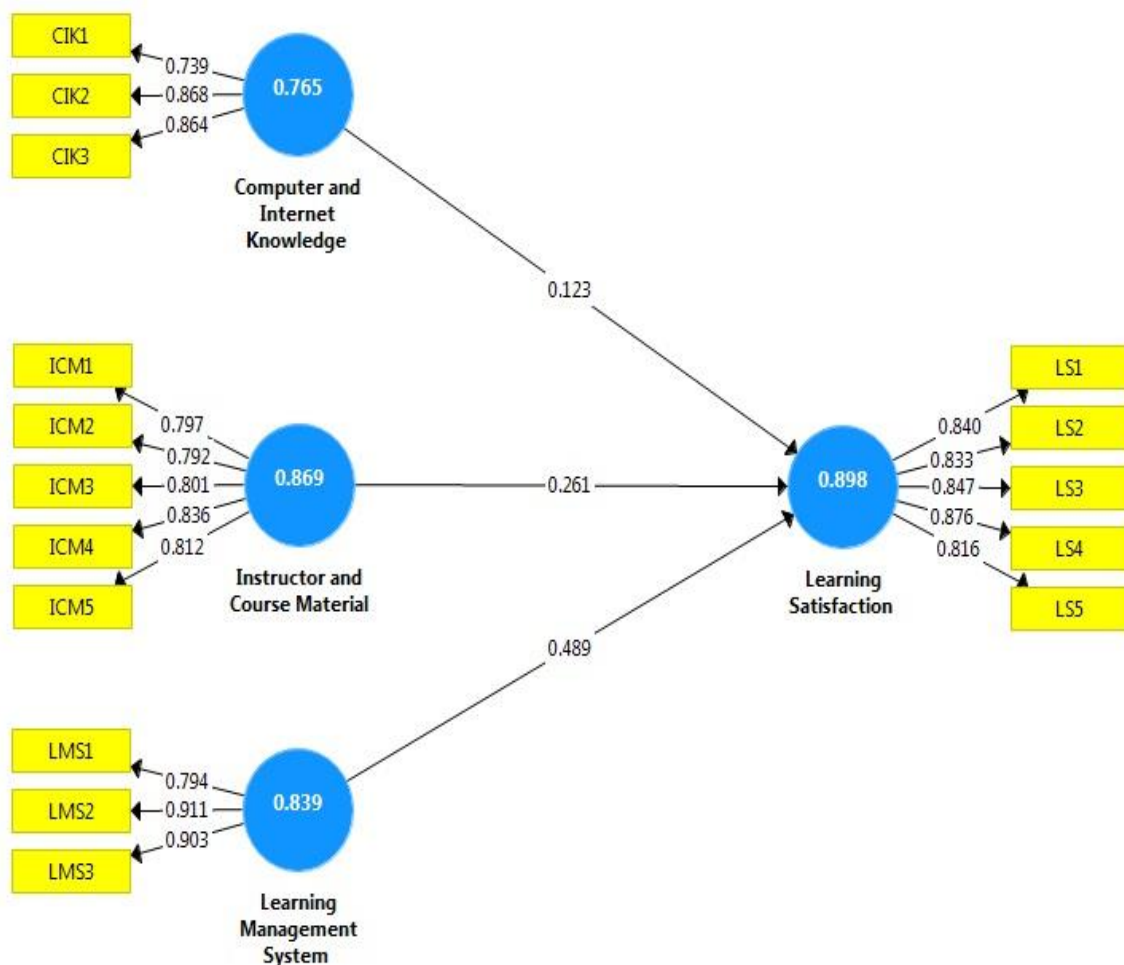 CIK1
CIK2
CIK3
0.739
0.868
0.864
0.765
Computer and
Internet
Knowledge
0.123
ICM1
ICM2
ICM3
ICM4
ICM5
0.797
0.792
0.801
0.836
0.812
0.869
Instructor and
Course Material
0.261
LMS1
LMS2
LMS3
0.794
0.911
0.903
0.839
Learning
Management
System
0.489
0.898
Learning
Satisfaction
0.840
0.833
0.847
0.876
0.816
LS1
LS2
LS3
LS4
LS5